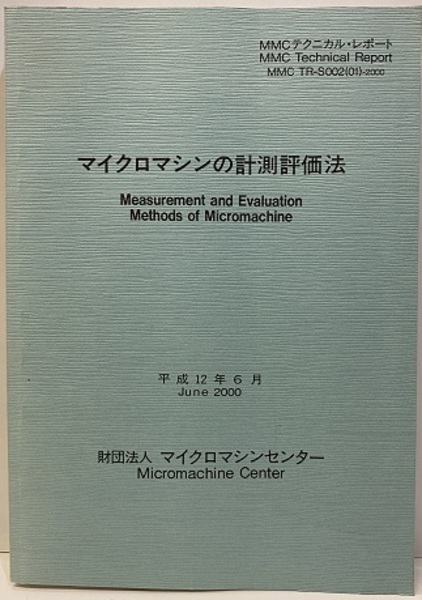 MMCテクニカル・レポート
MMC Technical Report
MMC TR-S002(01)-2000
マイクロマシンの計測評価法
Measurement and Evaluation
Methods of Micromachine
平成12年6月
June 2000
財団法人 マイクロマシンセンター
Micromachine Center